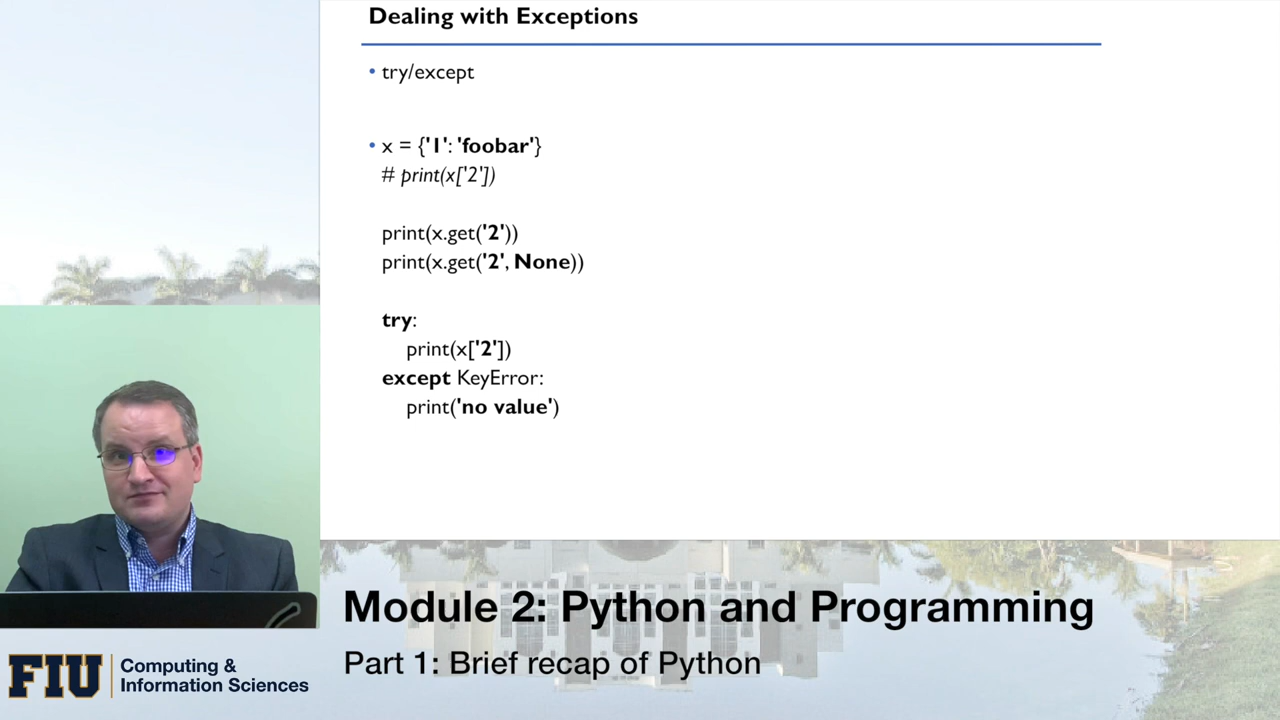 Dealing with Exceptions
• try/except
• x = {'1': 'foobar'}
# print(x['2'])
print(x.get('2'))
print(x.get('2', None))
try:
print(x['2'])
except KeyError:
print('no value')
Module 2: Python and Programming
Part 1: Brief recap of Python
FIU
Computing &
Information Sciences